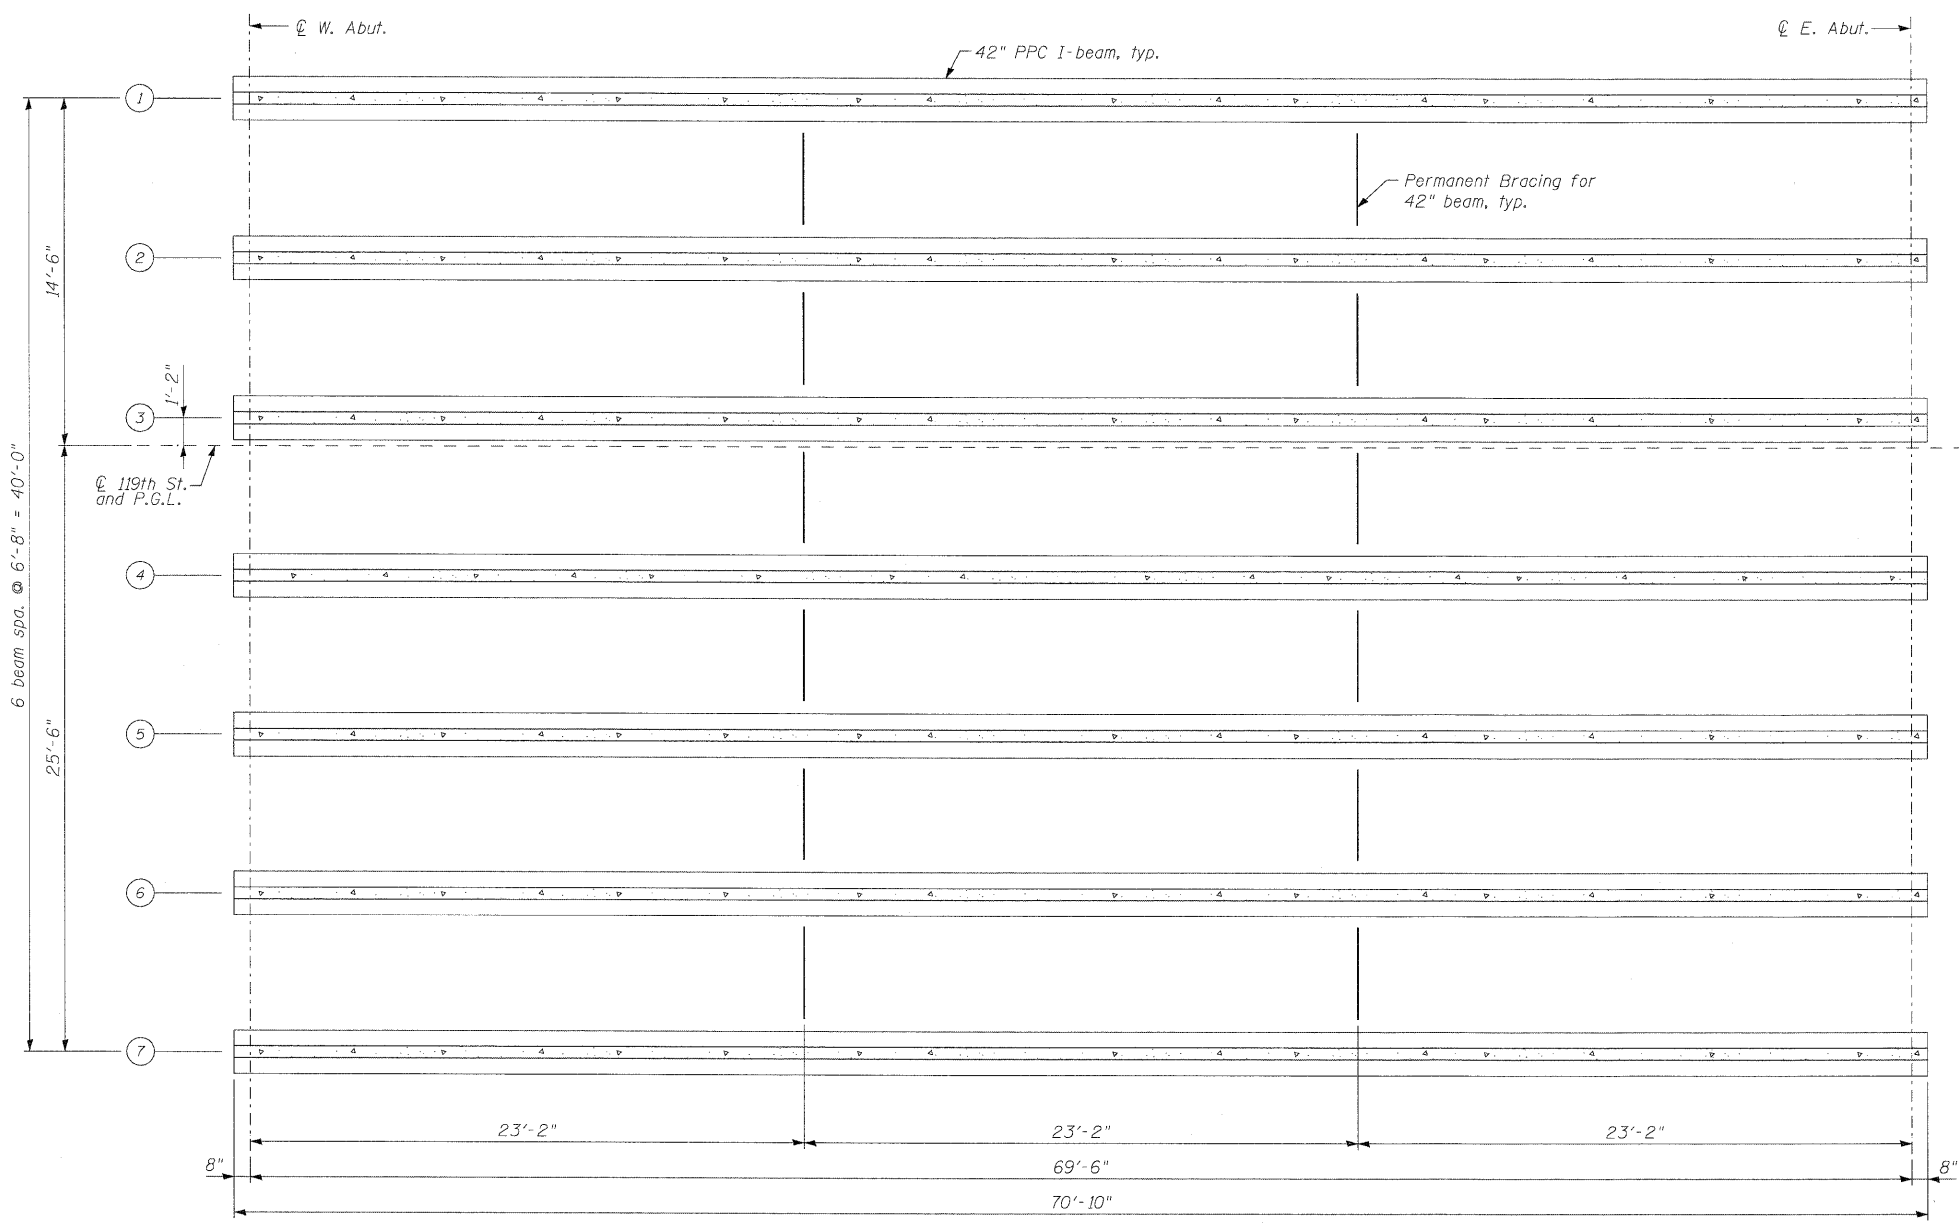 ℄ W. Abut.
℄ E. Abut.
42" PPC I-beam, typ.
1
Permanent Bracing for
42" beam, typ.
2
14'-6"
1'-2"
3
℄ 119th St.
and P.G.L.
6 beam spa. @ 6'-8" = 40'-0"
4
25'-6"
5
6
7
23'-2"
23'-2"
23'-2"
8"
69'-6"
8"
70'-10"